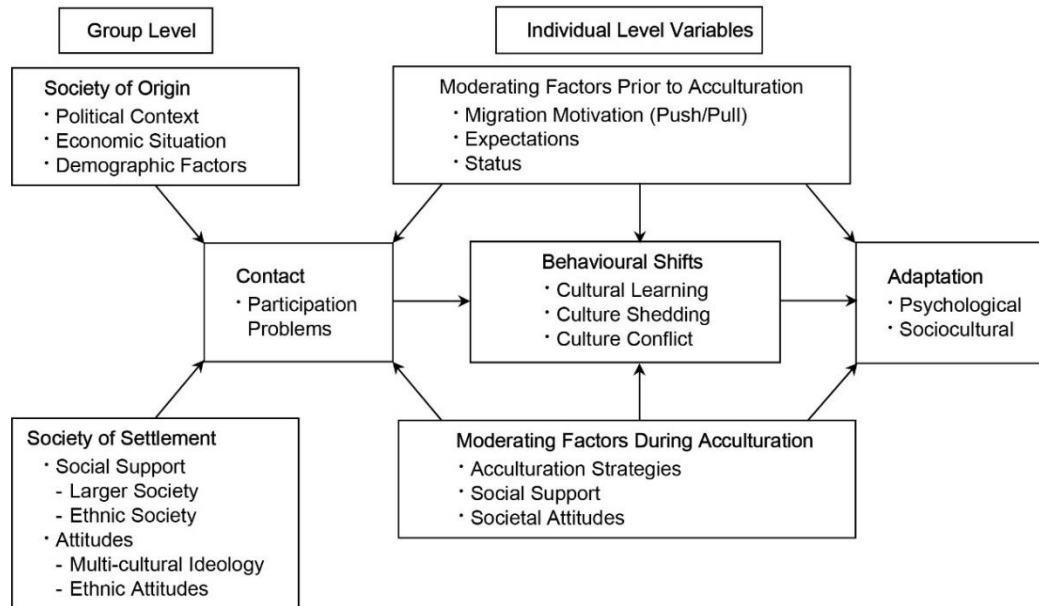 Group Level
Individual Level Variables
Society of Origin
· Political Context
· Economic Situation
· Demographic Factors
Moderating Factors Prior to Acculturation
· Migration Motivation (Push/Pull)
· Expectations
· Status
Contact
· Participation
Problems
Behavioural Shifts
· Cultural Learning
· Culture Shedding
· Culture Conflict
Adaptation
· Psychological
· Sociocultural
Society of Settlement
· Social Support
- Larger Society
- Ethnic Society
· Attitudes
- Multi-cultural Ideology
- Ethnic Attitudes
Moderating Factors During Acculturation
· Acculturation Strategies
· Social Support
· Societal Attitudes